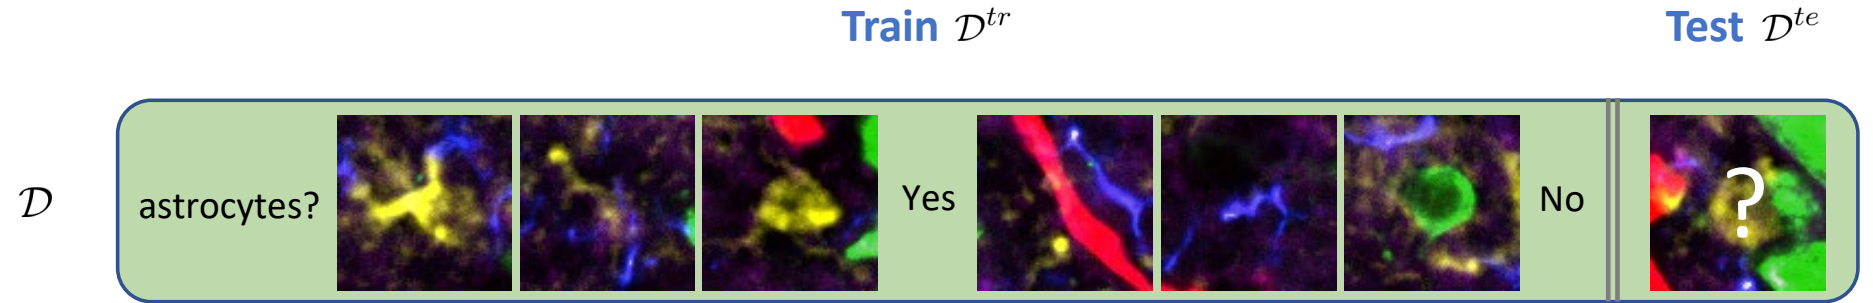 Train 𝒟^{tr} Test 𝒟^{te}
𝒟 astrocytes? Yes No ?